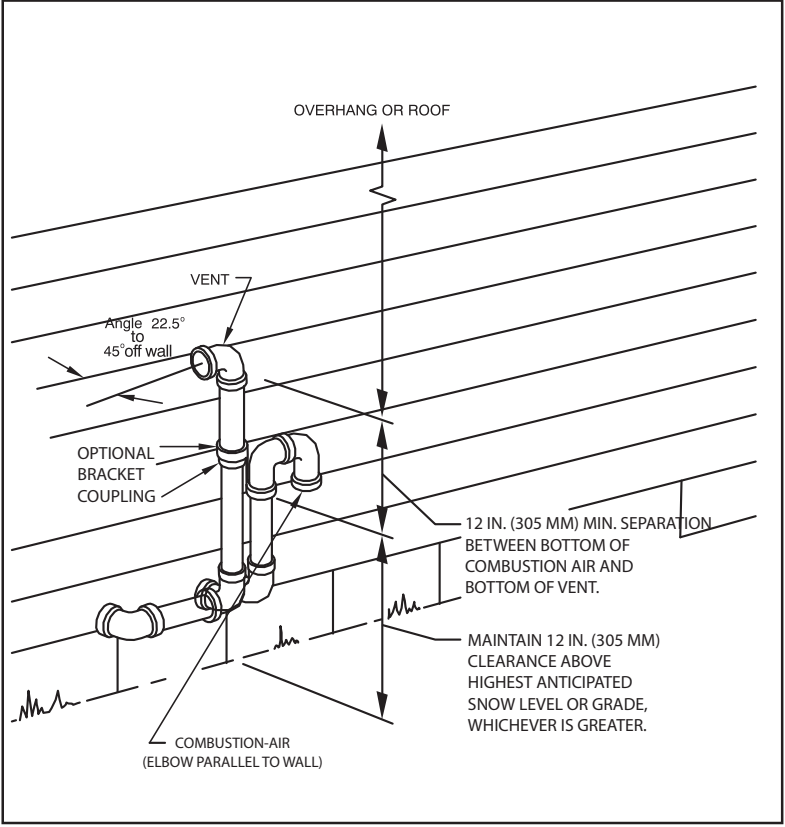 OVERHANG OR ROOF
VENT
Angle 22.5°
to
45°off wall
OPTIONAL
BRACKET
COUPLING
12 IN. (305 MM) MIN. SEPARATION
BETWEEN BOTTOM OF
COMBUSTION AIR AND
BOTTOM OF VENT.
MAINTAIN 12 IN. (305 MM)
CLEARANCE ABOVE
HIGHEST ANTICIPATED
SNOW LEVEL OR GRADE,
WHICHEVER IS GREATER.
COMBUSTION-AIR
(ELBOW PARALLEL TO WALL)